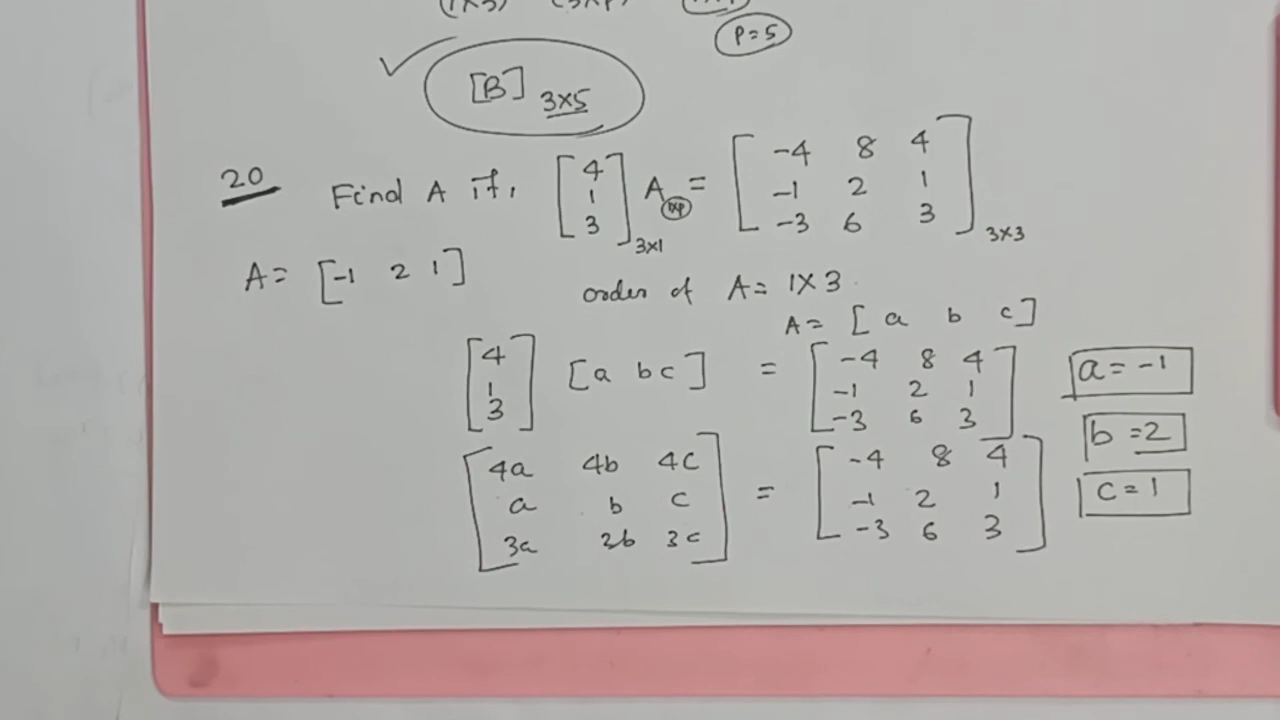 P=5
[B] 3×5
20 Find A if, [4 1 3] 3×1 A 1×p = [-4 8 4 -1 2 1 -3 6 3] 3×3
A = [-1 2 1]
order of A = 1×3.
A = [a b c]
[4 1 3] [a b c] = [-4 8 4 -1 2 1 -3 6 3]
a = -1
b = 2
[4a 4b 4c a b c 3a 3b 3c] = [-4 8 4 -1 2 1 -3 6 3]
c = 1